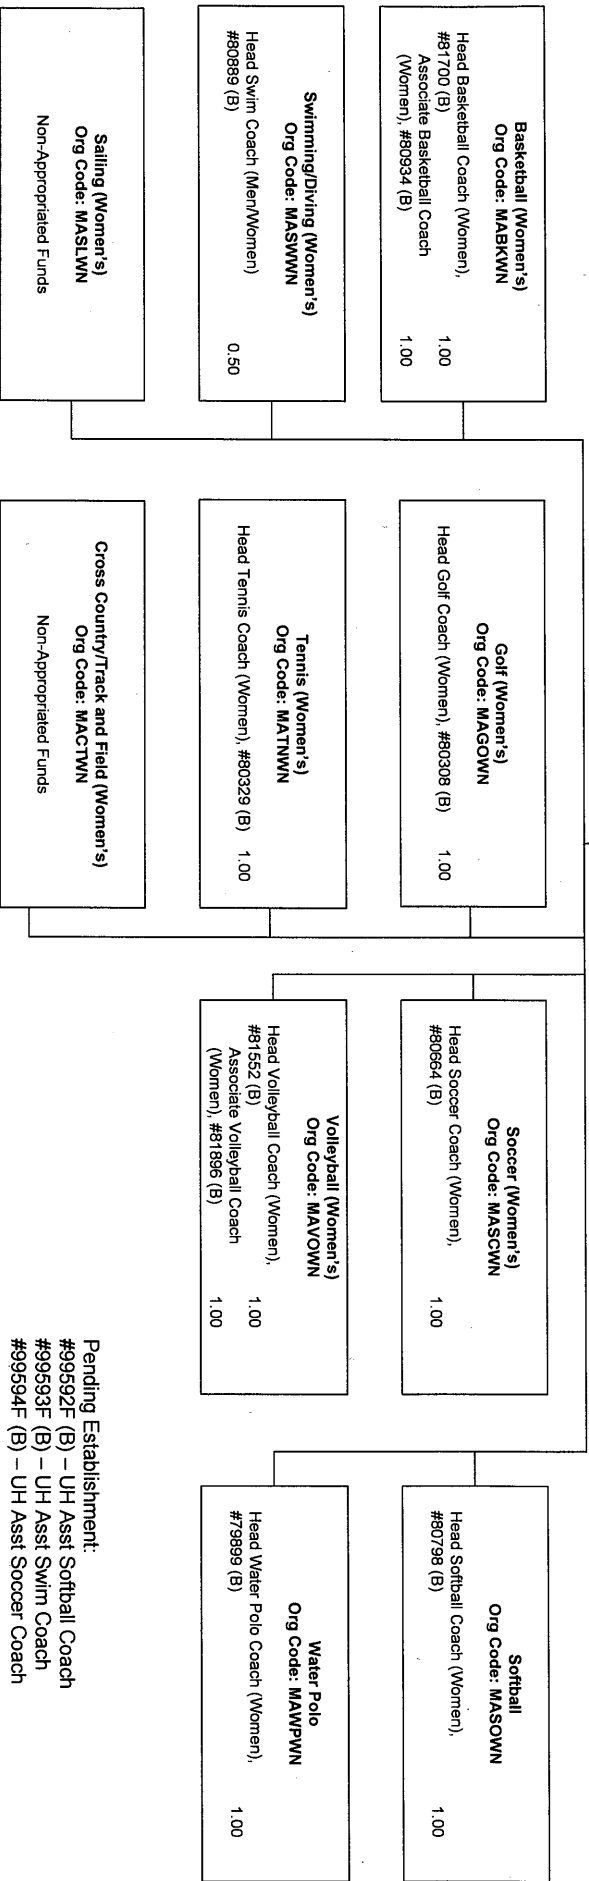 Basketball (Women's)
Org Code: MABKWN
Head Basketball Coach (Women),
#81700 (B) 1.00
Associate Basketball Coach
(Women), #80934 (B) 1.00
Golf (Women's)
Org Code: MAGOWN
Head Golf Coach (Women), #80308 (B) 1.00
Soccer (Women's)
Org Code: MASCWN
Head Soccer Coach (Women),
#80664 (B) 1.00
Softball
Org Code: MASOWN
Head Softball Coach (Women),
#80798 (B) 1.00
Swimming/Diving (Women's)
Org Code: MASWWN
Head Swim Coach (Men/Women)
#80889 (B) 0.50
Tennis (Women's)
Org Code: MATNWN
Head Tennis Coach (Women), #80329 (B) 1.00
Volleyball (Women's)
Org Code: MAVOWN
Head Volleyball Coach (Women),
#81552 (B) 1.00
Associate Volleyball Coach
(Women), #81896 (B) 1.00
Water Polo
Org Code: MAWPWN
Head Water Polo Coach (Women),
#79899 (B) 1.00
Sailing (Women's)
Org Code: MASLWN
Non-Appropriated Funds
Cross Country/Track and Field (Women's)
Org Code: MACTWN
Non-Appropriated Funds
Pending Establishment:
#99592F (B) – UH Asst Softball Coach
#99593F (B) – UH Asst Swim Coach
#99594F (B) – UH Asst Soccer Coach